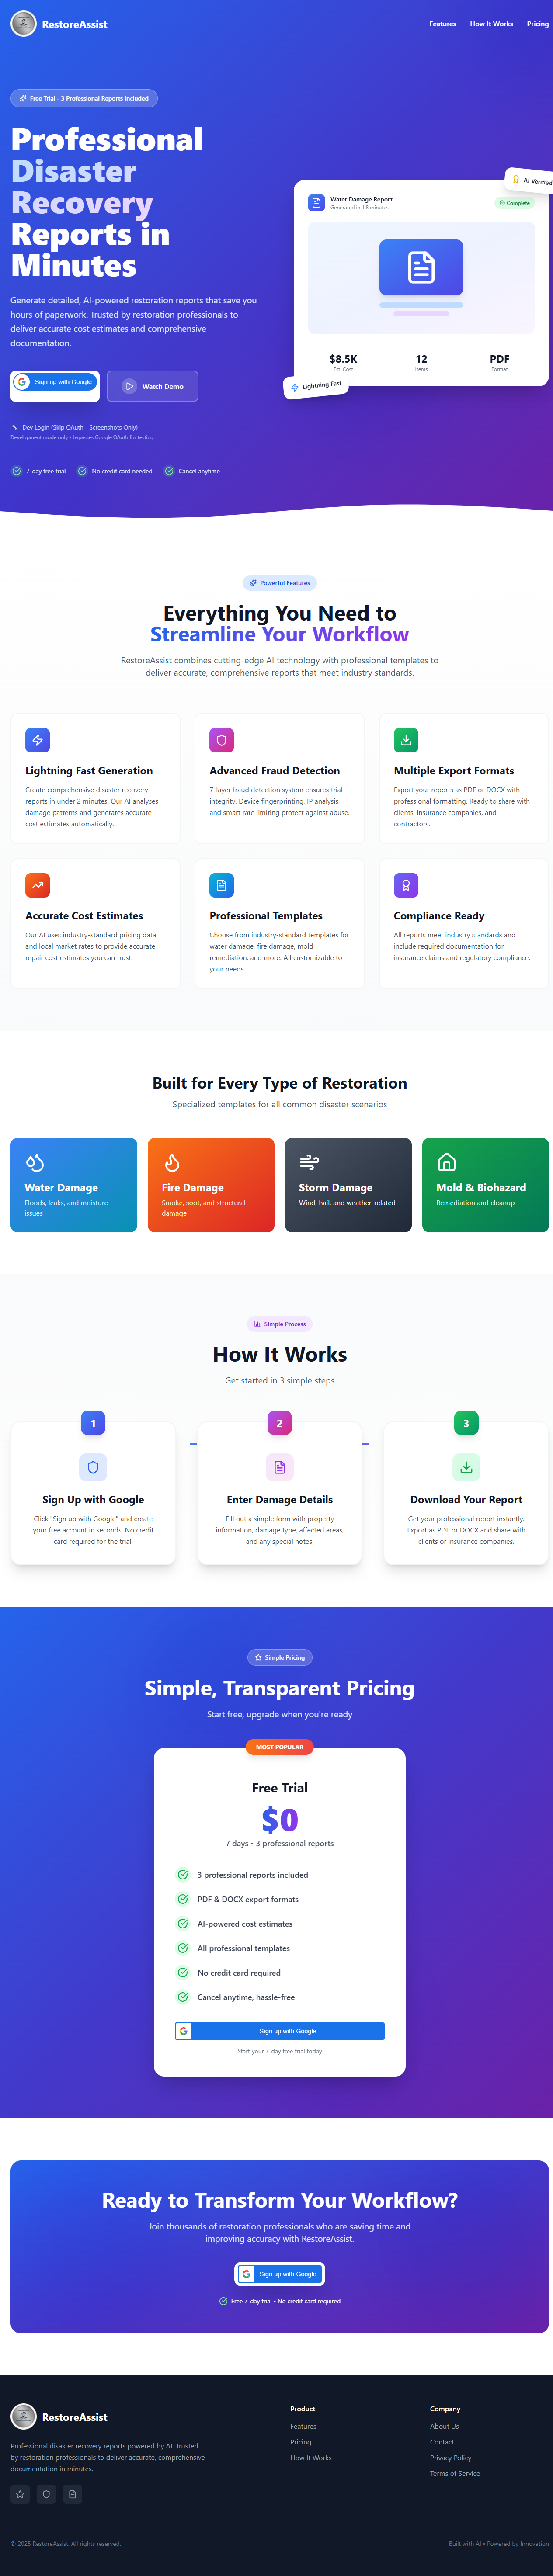 RestoreAssist
Features How It Works Pricing
Free Trial - 3 Professional Reports Included
Professional
Disaster
Recovery
Reports in
Minutes
Generate detailed, AI-powered restoration reports that save you
hours of paperwork. Trusted by restoration professionals to
deliver accurate cost estimates and comprehensive
documentation.
Sign up with Google
Watch Demo
Dev Login (Skip OAuth - Screenshots Only)
Development mode only - bypasses Google OAuth for testing
7-day free trial No credit card needed Cancel anytime
AI Verified
Water Damage Report
Generated in 1.8 minutes
Complete
$8.5K 12 PDF
Est. Cost Items Format
Lightning Fast
Powerful Features
Everything You Need to
Streamline Your Workflow
RestoreAssist combines cutting-edge AI technology with professional templates to
deliver accurate, comprehensive reports that meet industry standards.
Lightning Fast Generation
Create comprehensive disaster recovery
reports in under 2 minutes. Our AI analyses
damage patterns and generates accurate
cost estimates automatically.
Advanced Fraud Detection
7-layer fraud detection system ensures trial
integrity. Device fingerprinting, IP analysis,
and smart rate limiting protect against abuse.
Multiple Export Formats
Export your reports as PDF or DOCX with
professional formatting. Ready to share with
clients, insurance companies, and
contractors.
Accurate Cost Estimates
Our AI uses industry-standard pricing data
and local market rates to provide accurate
repair cost estimates you can trust.
Professional Templates
Choose from industry-standard templates for
water damage, fire damage, mold
remediation, and more. All customizable to
your needs.
Compliance Ready
All reports meet industry standards and
include required documentation for
insurance claims and regulatory compliance.
Built for Every Type of Restoration
Specialized templates for all common disaster scenarios
Water Damage
Floods, leaks, and moisture
issues
Fire Damage
Smoke, soot, and structural
damage
Storm Damage
Wind, hail, and weather-related
Mold & Biohazard
Remediation and cleanup
Simple Process
How It Works
Get started in 3 simple steps
1
Sign Up with Google
Click "Sign up with Google" and create
your free account in seconds. No credit
card required for the trial.
2
Enter Damage Details
Fill out a simple form with property
information, damage type, affected areas,
and any special notes.
3
Download Your Report
Get your professional report instantly.
Export as PDF or DOCX and share with
clients or insurance companies.
Simple Pricing
Simple, Transparent Pricing
Start free, upgrade when you're ready
MOST POPULAR
Free Trial
$0
7 days • 3 professional reports
3 professional reports included
PDF & DOCX export formats
AI-powered cost estimates
All professional templates
No credit card required
Cancel anytime, hassle-free
Sign up with Google
Start your 7-day free trial today
Ready to Transform Your Workflow?
Join thousands of restoration professionals who are saving time and
improving accuracy with RestoreAssist.
Sign up with Google
Free 7-day trial • No credit card required
RestoreAssist
Professional disaster recovery reports powered by AI. Trusted
by restoration professionals to deliver accurate, comprehensive
documentation in minutes.
Product
Features
Pricing
How It Works
Company
About Us
Contact
Privacy Policy
Terms of Service
© 2025 RestoreAssist. All rights reserved.
Built with AI • Powered by Innovation